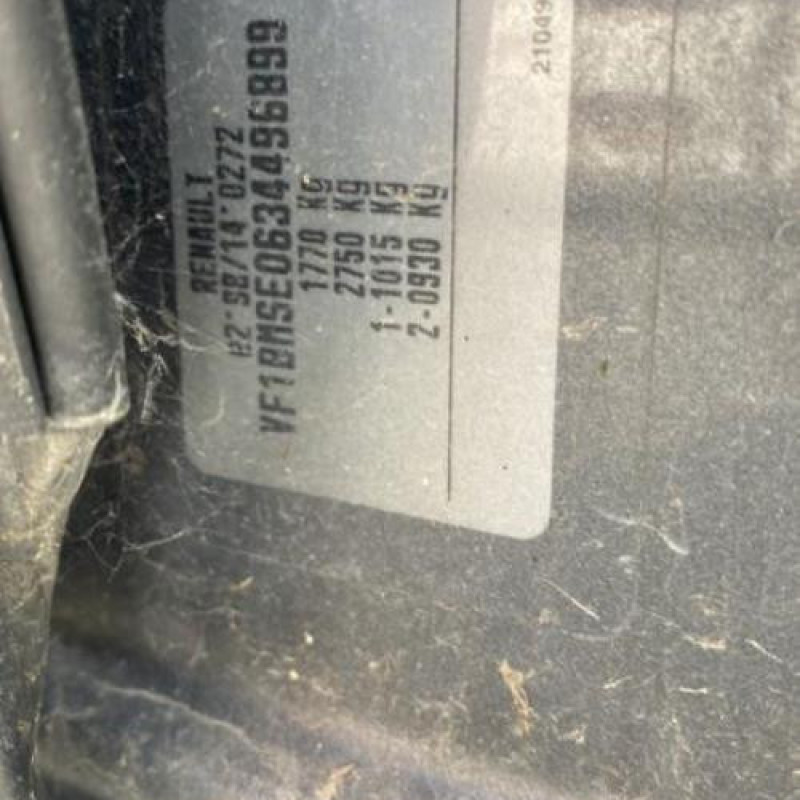 RENAULT
e2*98/14*0272
VF1BMSE0634496899
1770 Kg
2750 Kg
1-1015 Kg
2-0930 Kg
21049